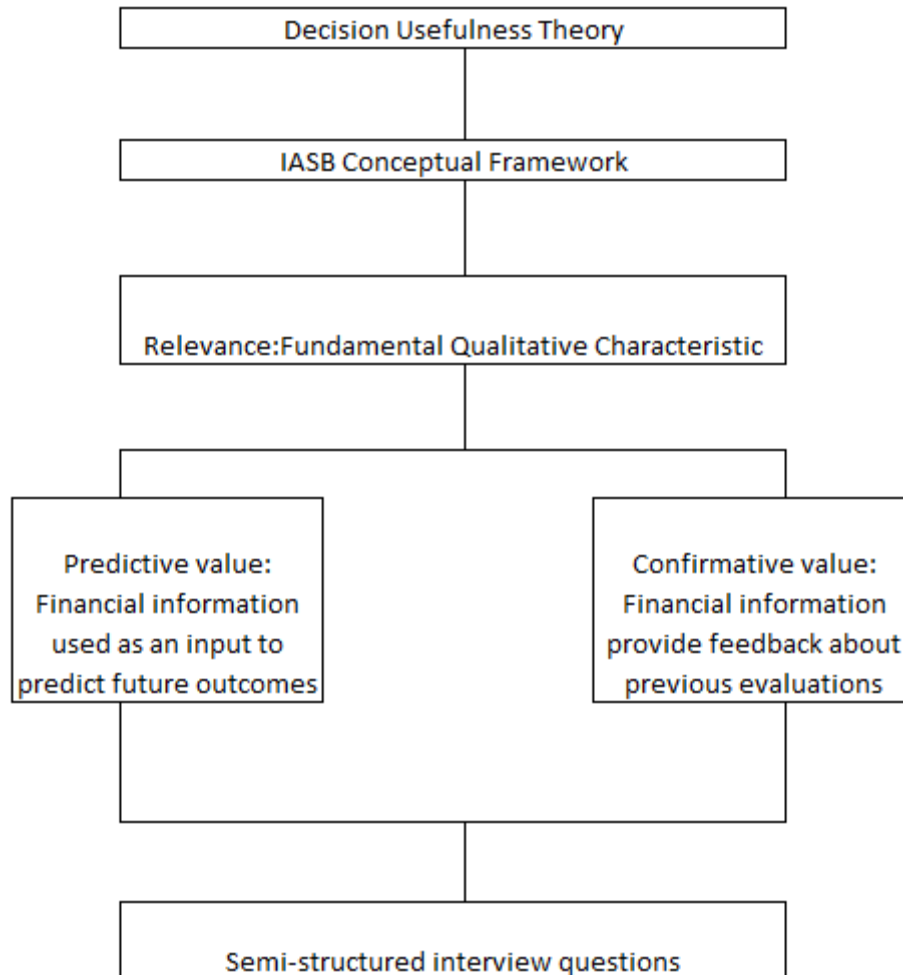 Decision Usefulness Theory
IASB Conceptual Framework
Relevance:Fundamental Qualitative Characteristic
Predictive value:
Financial information
used as an input to
predict future outcomes
Confirmative value:
Financial information
provide feedback about
previous evaluations
Semi-structured interview questions